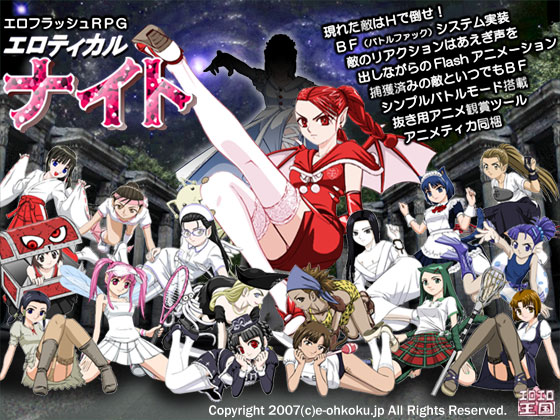 エロフラッシュRPG
エロティカル
ナイト
現れた敵はHで倒せ！
BF（バトルファック）システム実装
敵のリアクションはあえぎ声を
出しながらのFlashアニメーション
捕獲済みの敵といつでもBF
シンプルバトルモード搭載
抜き用アニメ観賞ツール
アニメティカ同梱
王国
Copyright 2007(c)e-ohkoku.jp All Rights Reserved.